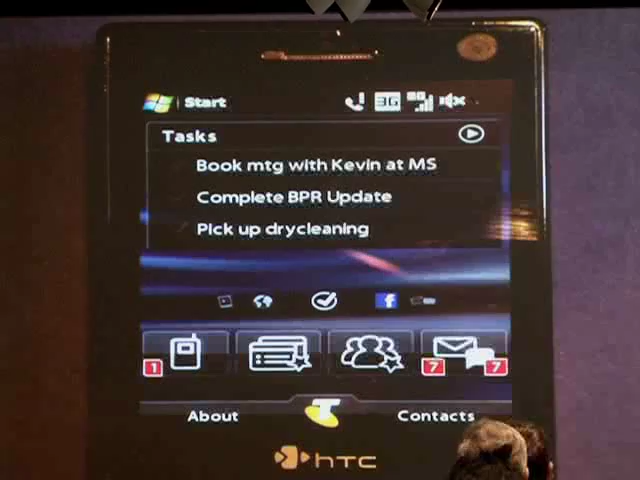 Start
3G
Tasks
Book mtg with Kevin at MS
Complete BPR Update
Pick up drycleaning
f
1
7
7
About
T
Contacts
hTC